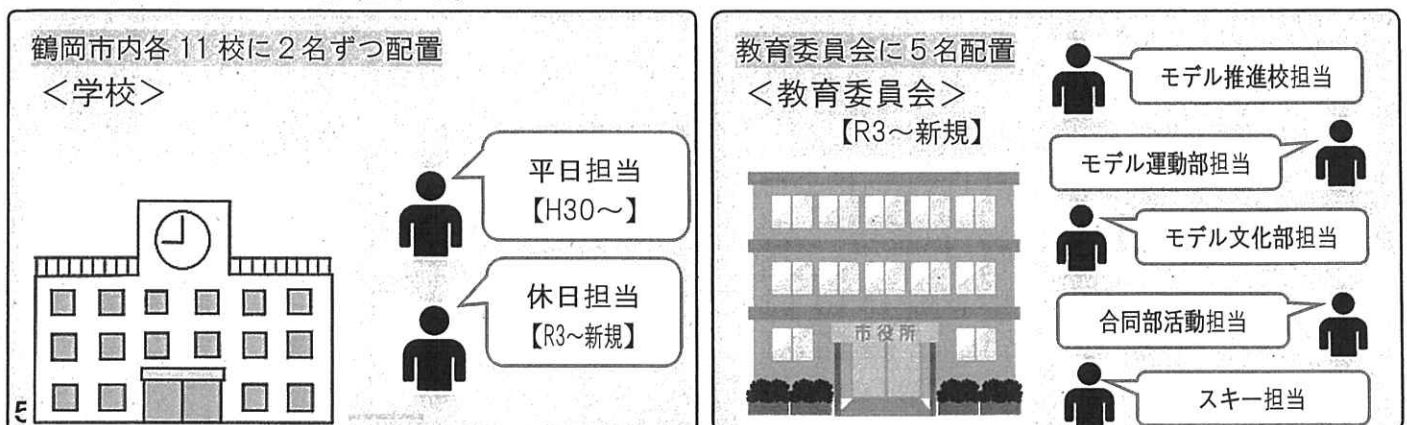 鶴岡市内各11校に2名ずつ配置
＜学校＞
平日担当
【H30～】
休日担当
【R3～新規】
5
教育委員会に5名配置
＜教育委員会＞
【R3～新規】
市役所
モデル推進校担当
モデル運動部担当
モデル文化部担当
合同部活動担当
スキー担当